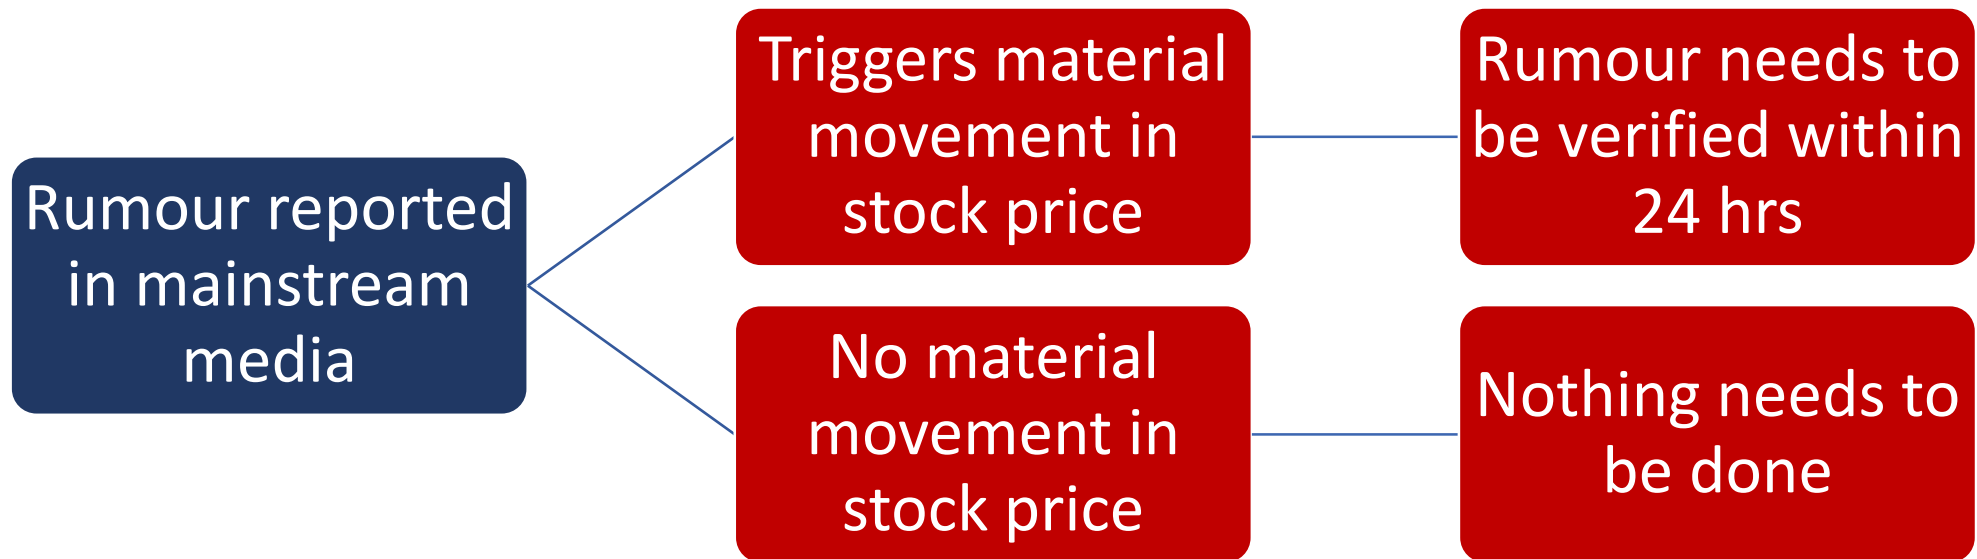 Rumour reported
in mainstream
media
Triggers material
movement in
stock price
Rumour needs to
be verified within
24 hrs
No material
movement in
stock price
Nothing needs to
be done